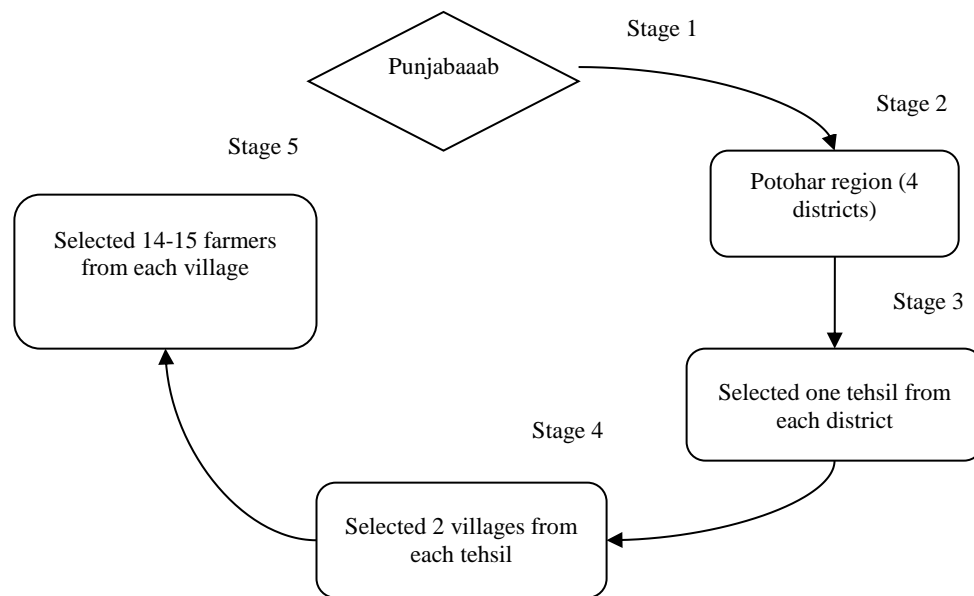 Stage 1
Punjabaaab
Stage 2
Potohar region (4
districts)
Stage 3
Selected one tehsil from
each district
Stage 4
Selected 2 villages from
each tehsil
Stage 5
Selected 14-15 farmers
from each village